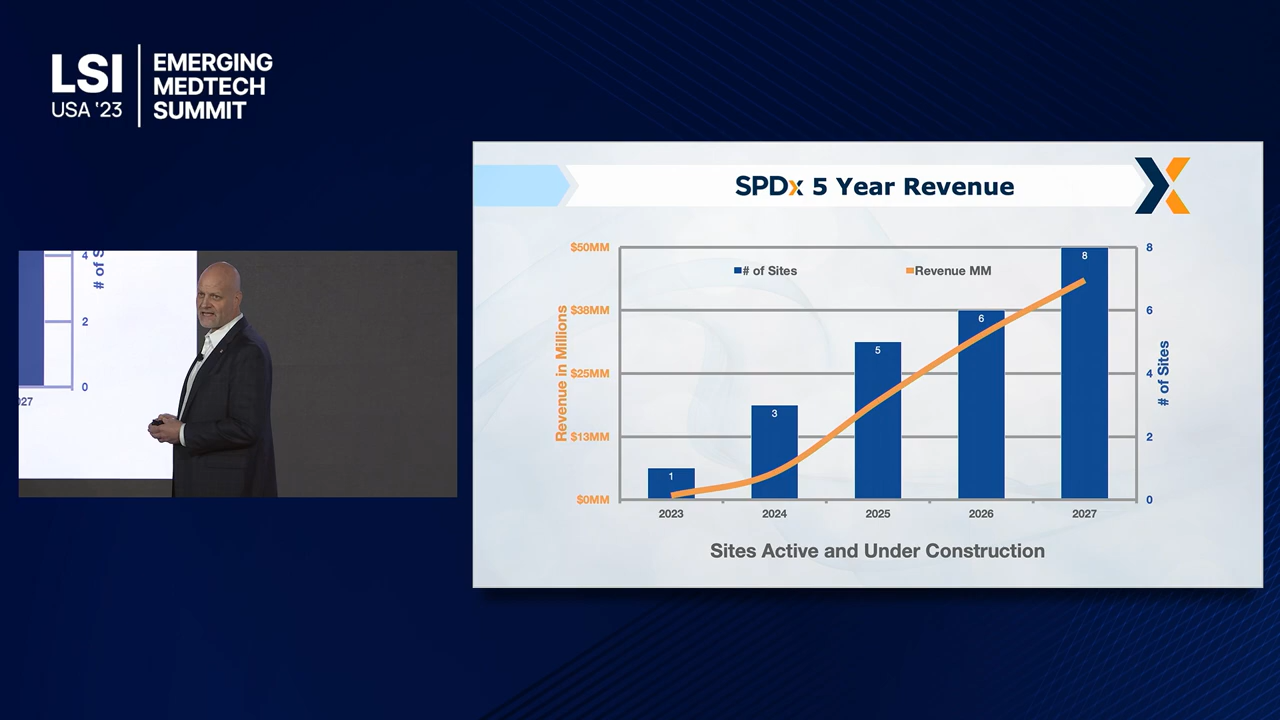 LSI
USA '23
EMERGING
MEDTECH
SUMMIT
SPDx 5 Year Revenue
# of Sites
Revenue MM
$50MM
$38MM
$25MM
$13MM
$0MM
Revenue in Millions
8
6
4
2
0
# of Sites
1
3
5
6
8
2023
2024
2025
2026
2027
Sites Active and Under Construction
4
2
0
# of S
027